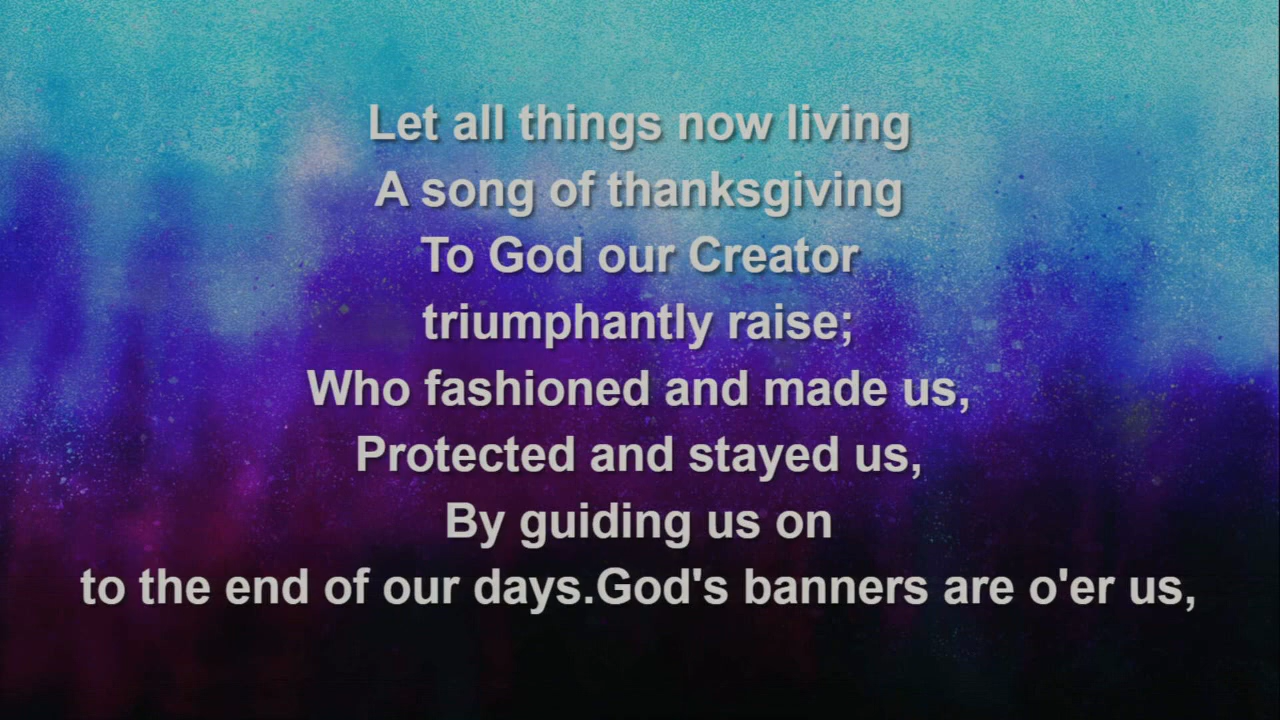 Let all things now living
A song of thanksgiving
To God our Creator
triumphantly raise;
Who fashioned and made us,
Protected and stayed us,
By guiding us on
to the end of our days.God's banners are o'er us,